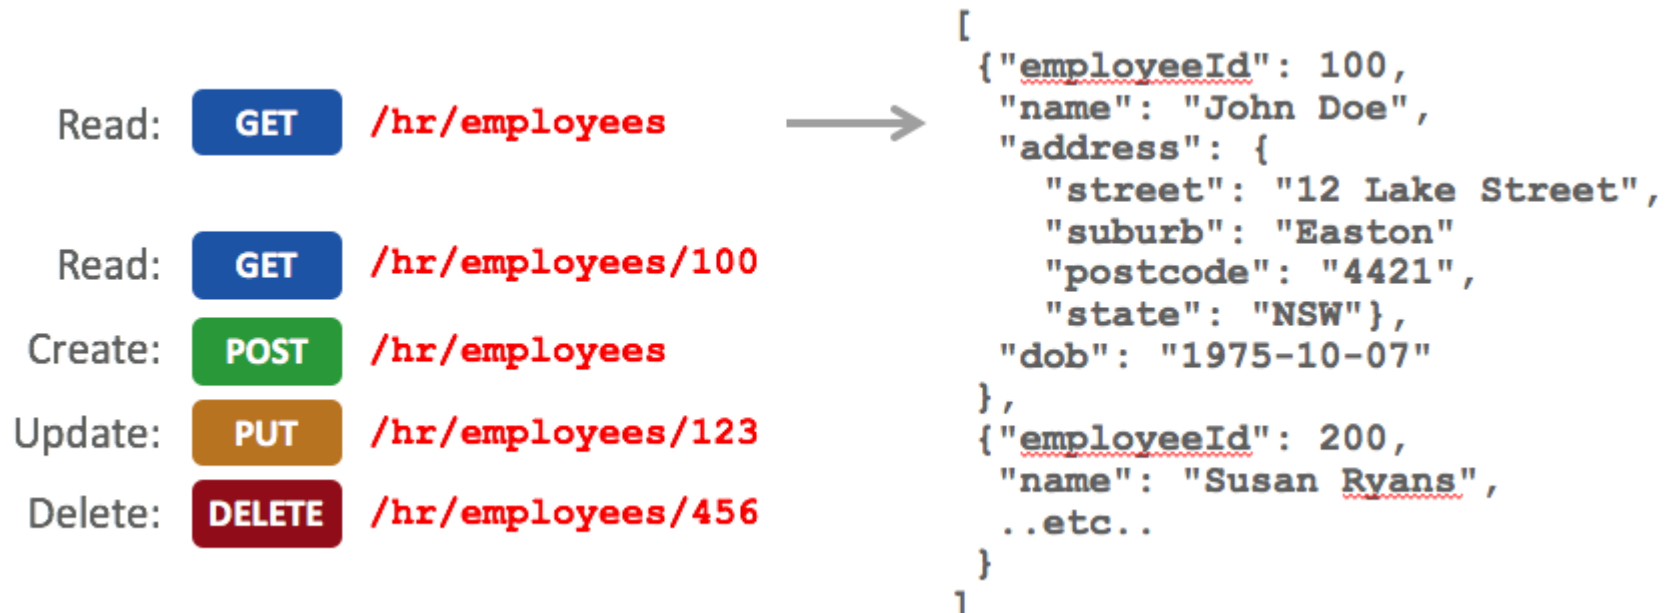 Read: GET /hr/employees
Read: GET /hr/employees/100
Create: POST /hr/employees
Update: PUT /hr/employees/123
Delete: DELETE /hr/employees/456
[
{"employeeId": 100,
"name": "John Doe",
"address": {
"street": "12 Lake Street",
"suburb": "Easton"
"postcode": "4421",
"state": "NSW"},
"dob": "1975-10-07"
},
{"employeeId": 200,
"name": "Susan Ryans",
..etc..
}
]